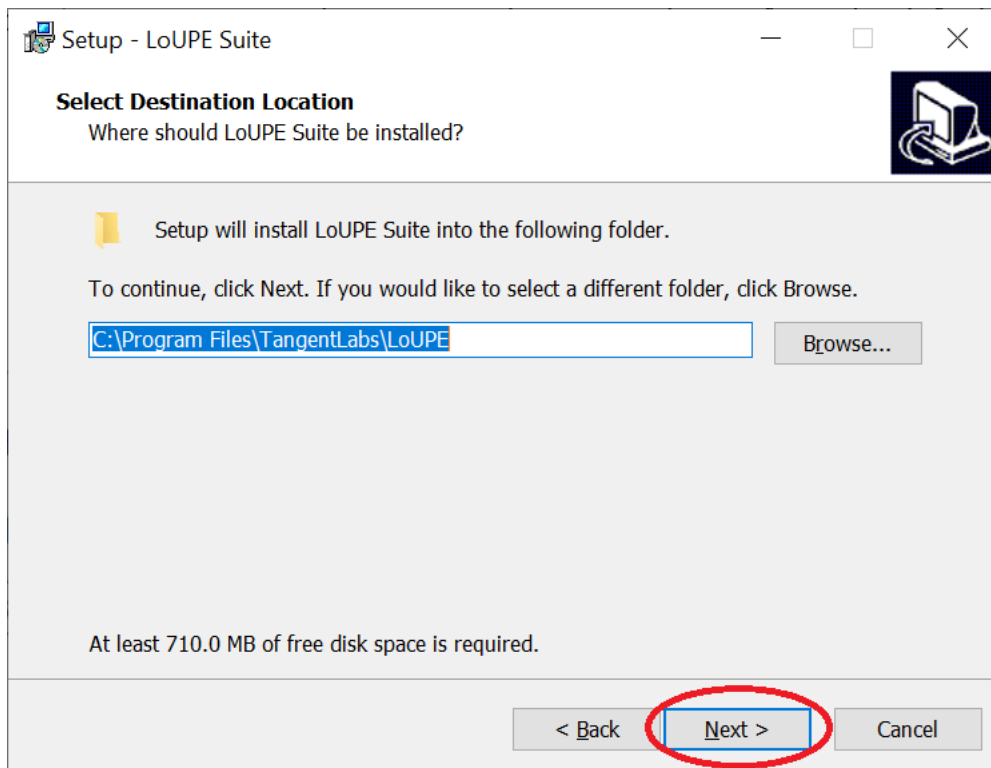 Setup - LoUPE Suite
Select Destination Location
Where should LoUPE Suite be installed?
Setup will install LoUPE Suite into the following folder.
To continue, click Next. If you would like to select a different folder, click Browse.
C:\Program Files\TangentLabs\LoUPE
Browse...
At least 710.0 MB of free disk space is required.
< Back
Next >
Cancel